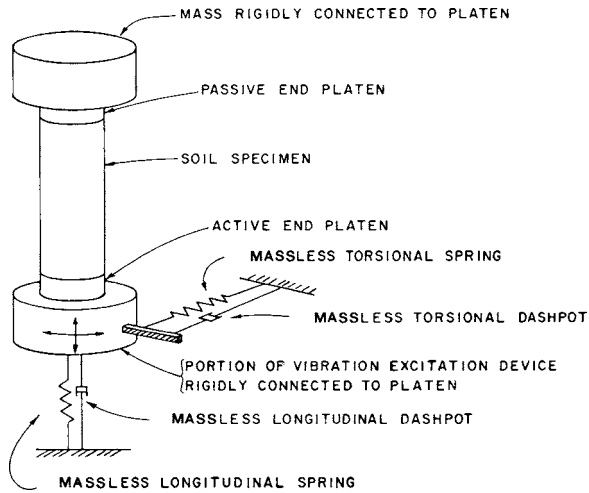 MASS RIGIDLY CONNECTED TO PLATEN
PASSIVE END PLATEN
SOIL SPECIMEN
ACTIVE END PLATEN
MASSLESS TORSIONAL SPRING
MASSLESS TORSIONAL DASHPOT
PORTION OF VIBRATION EXCITATION DEVICE
RIGIDLY CONNECTED TO PLATEN
MASSLESS LONGITUDINAL DASHPOT
MASSLESS LONGITUDINAL SPRING